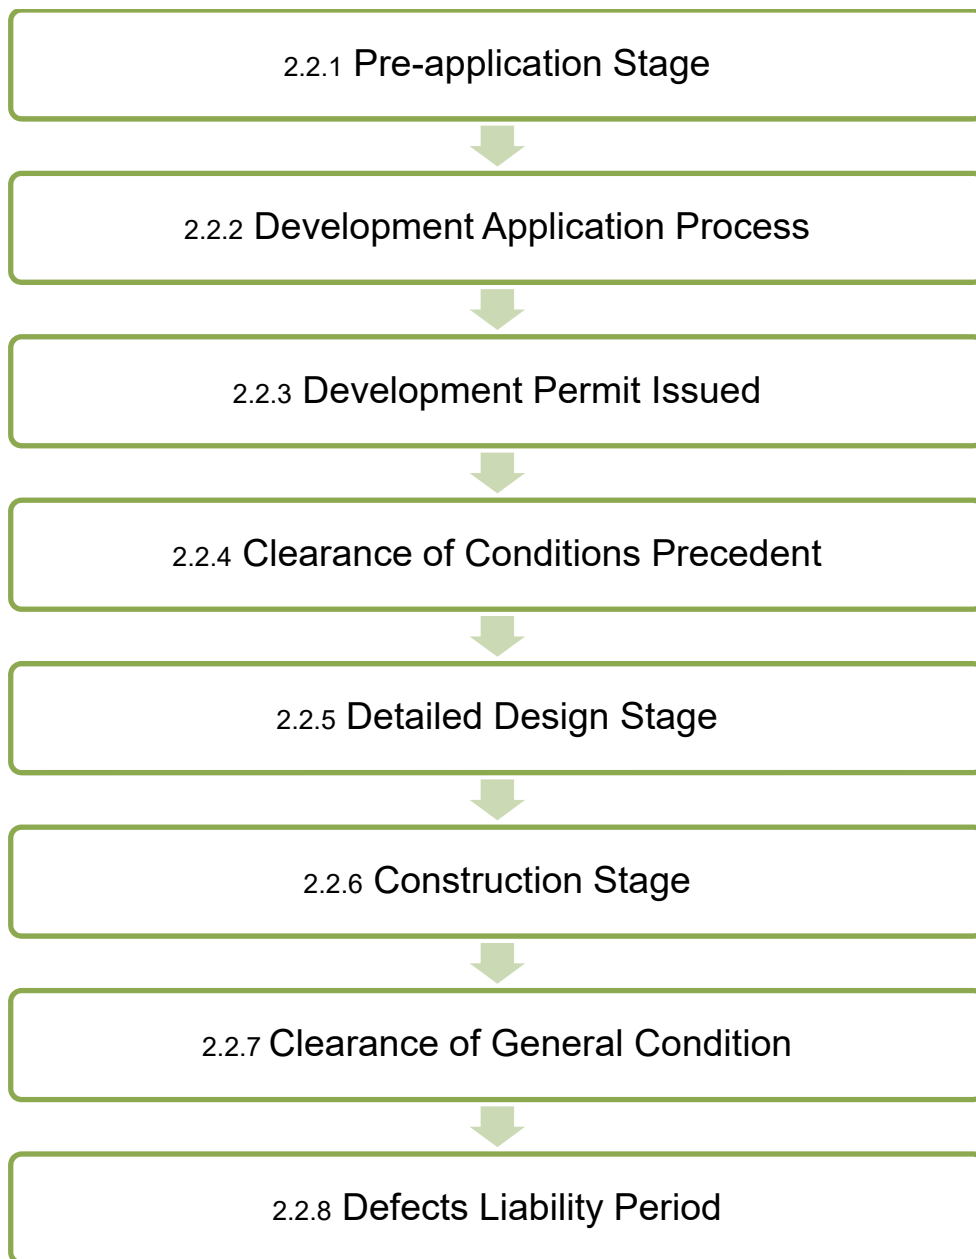 2.2.1 Pre-application Stage
2.2.2 Development Application Process
2.2.3 Development Permit Issued
2.2.4 Clearance of Conditions Precedent
2.2.5 Detailed Design Stage
2.2.6 Construction Stage
2.2.7 Clearance of General Condition
2.2.8 Defects Liability Period